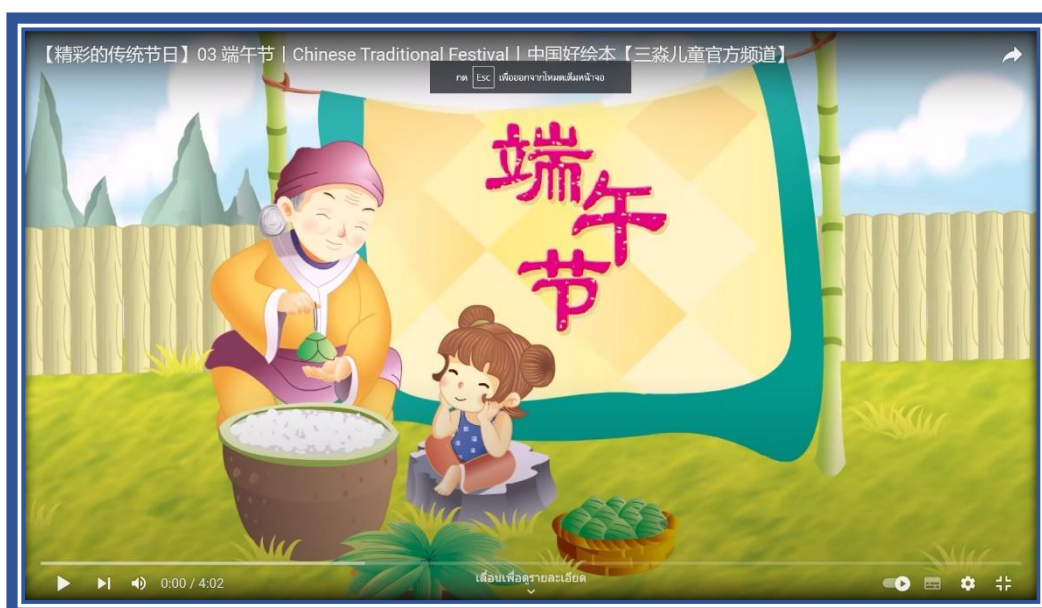 【精彩的传统节日】03 端午节｜Chinese Traditional Festival｜中国好绘本【三淼儿童官方频道】
กด Esc เพื่อออกจากโหมดเต็มหน้าจอ
端午节
0:00 / 4:02
เลื่อนเพื่อดูรายละเอียด